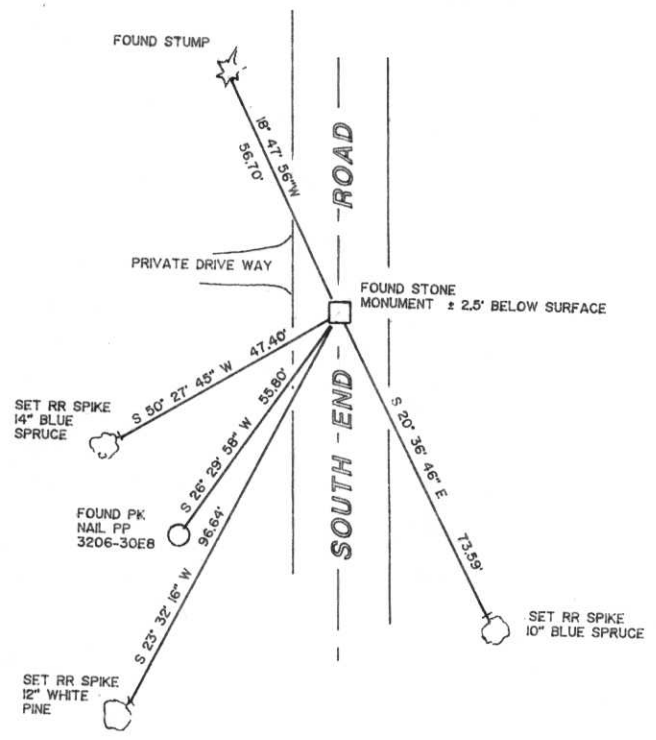 FOUND STUMP
18° 47' 56" W
56.70'
ROAD
PRIVATE DRIVE WAY
FOUND STONE
MONUMENT ± 2.5' BELOW SURFACE
S 50° 27' 45" W 47.40'
SET RR SPIKE
14" BLUE
SPRUCE
S 26° 29' 58" W 55.80'
SOUTH END
S 20° 36' 46" E 73.59'
FOUND PK
NAIL PP
3206-30E8
S 23° 32' 16" W 96.64'
SET RR SPIKE
10" BLUE SPRUCE
SET RR SPIKE
12" WHITE
PINE